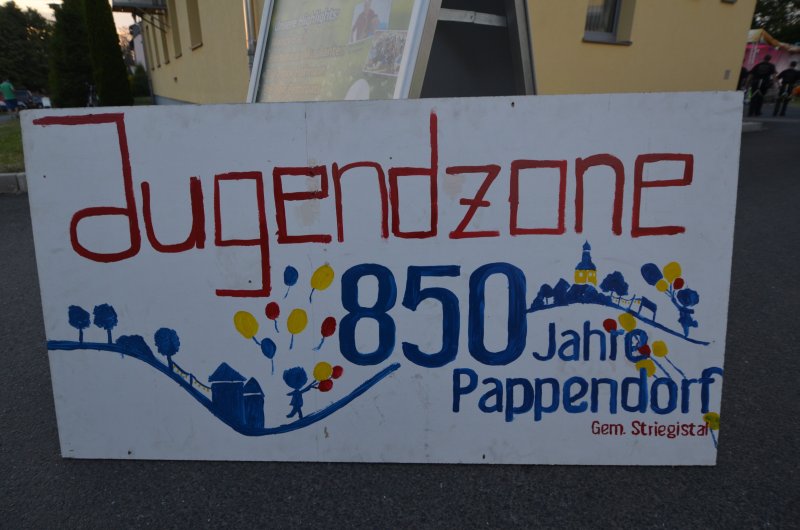 Jugendzone
850 Jahre
Pappendorf
Gem. Striegistal